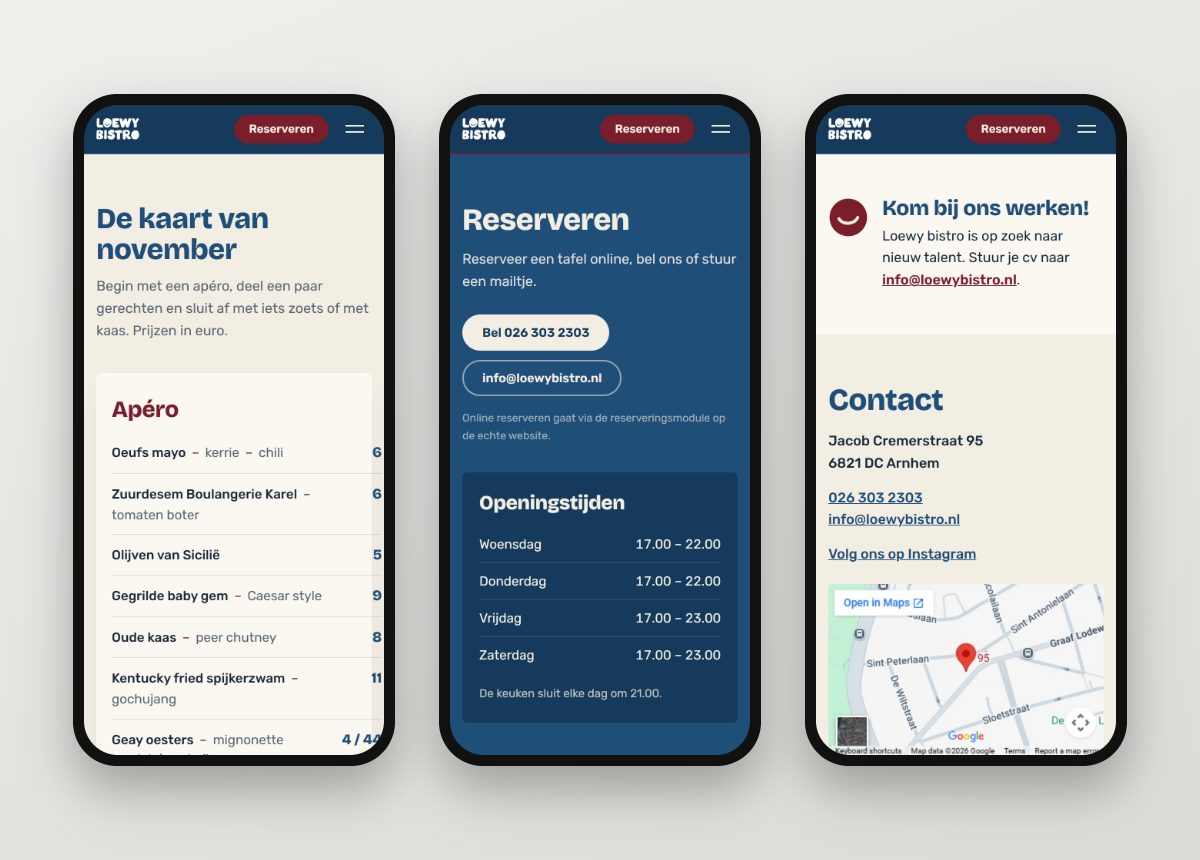 LOEWY
BISTRO
Reserveren
De kaart van
november
Begin met een apéro, deel een paar
gerechten en sluit af met iets zoets of met
kaas. Prijzen in euro.
Apéro
Oeufs mayo – kerrie – chili 6
Zuurdesem Boulangerie Karel – 6
tomaten boter
Olijven van Sicilië 5
Gegrilde baby gem – Caesar style 9
Oude kaas – peer chutney 8
Kentucky fried spijkerzwam – 11
gochujang
Geay oesters – mignonette 4 / 44
LOEWY
BISTRO
Reserveren
Reserveren
Reserveer een tafel online, bel ons of stuur
een mailtje.
Bel 026 303 2303
info@loewybistro.nl
Online reserveren gaat via de reserveringsmodule op
de echte website.
Openingstijden
Woensdag 17.00 – 22.00
Donderdag 17.00 – 22.00
Vrijdag 17.00 – 23.00
Zaterdag 17.00 – 23.00
De keuken sluit elke dag om 21.00.
LOEWY
BISTRO
Reserveren
Kom bij ons werken!
Loewy bistro is op zoek naar
nieuw talent. Stuur je cv naar
info@loewybistro.nl.
Contact
Jacob Cremerstraat 95
6821 DC Arnhem
026 303 2303
info@loewybistro.nl
Volg ons op Instagram
Open in Maps
Sint Antonielaan
Graaf Lodew
Sint Peterlaan
95
De Wiltstraat
Sloetstraat
De
L
Google
Keyboard shortcuts Map data ©2026 Google Terms Report a map error